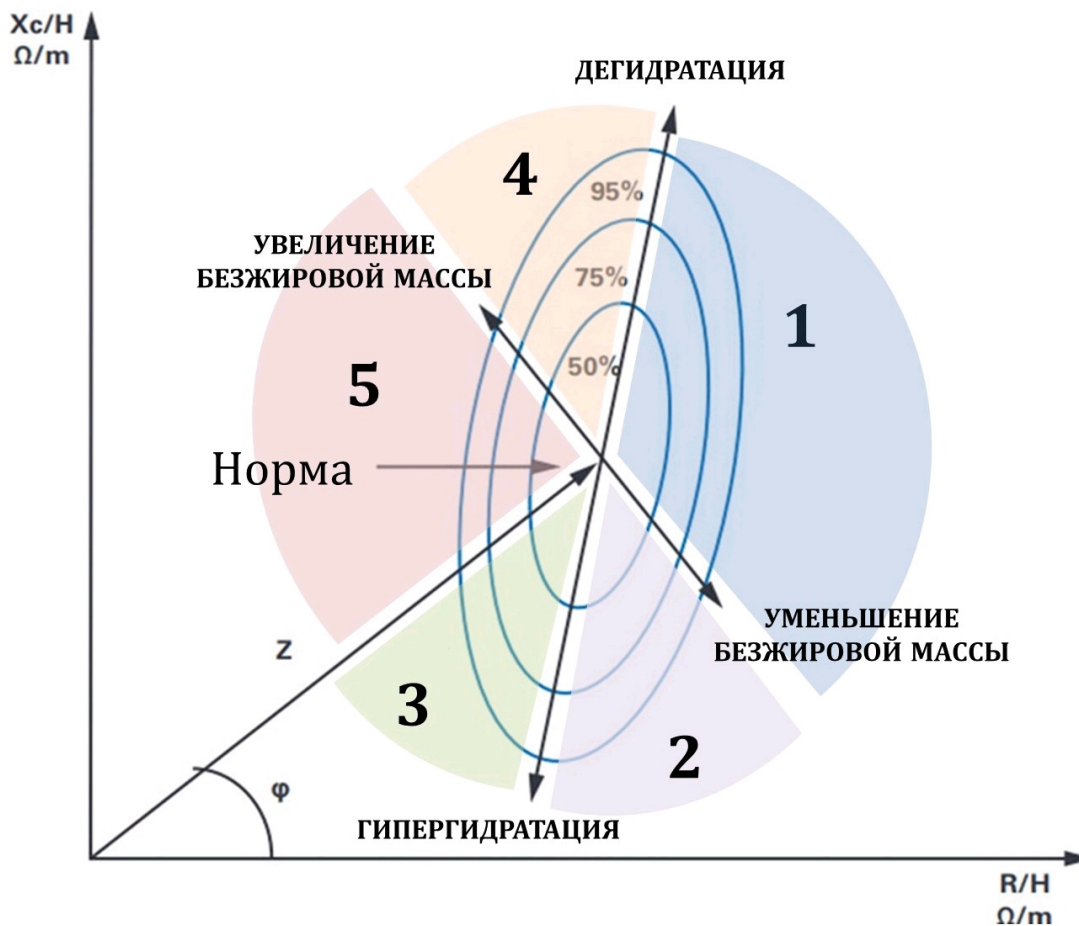 Xc/H
Ω/m
ДЕГИДРАТАЦИЯ
4
95%
УВЕЛИЧЕНИЕ
БЕЗЖИРОВОЙ МАССЫ
75%
1
50%
5
Норма
УМЕНЬШЕНИЕ
БЕЗЖИРОВОЙ МАССЫ
Z
3
2
φ
ГИПЕРГИДРАТАЦИЯ
R/H
Ω/m